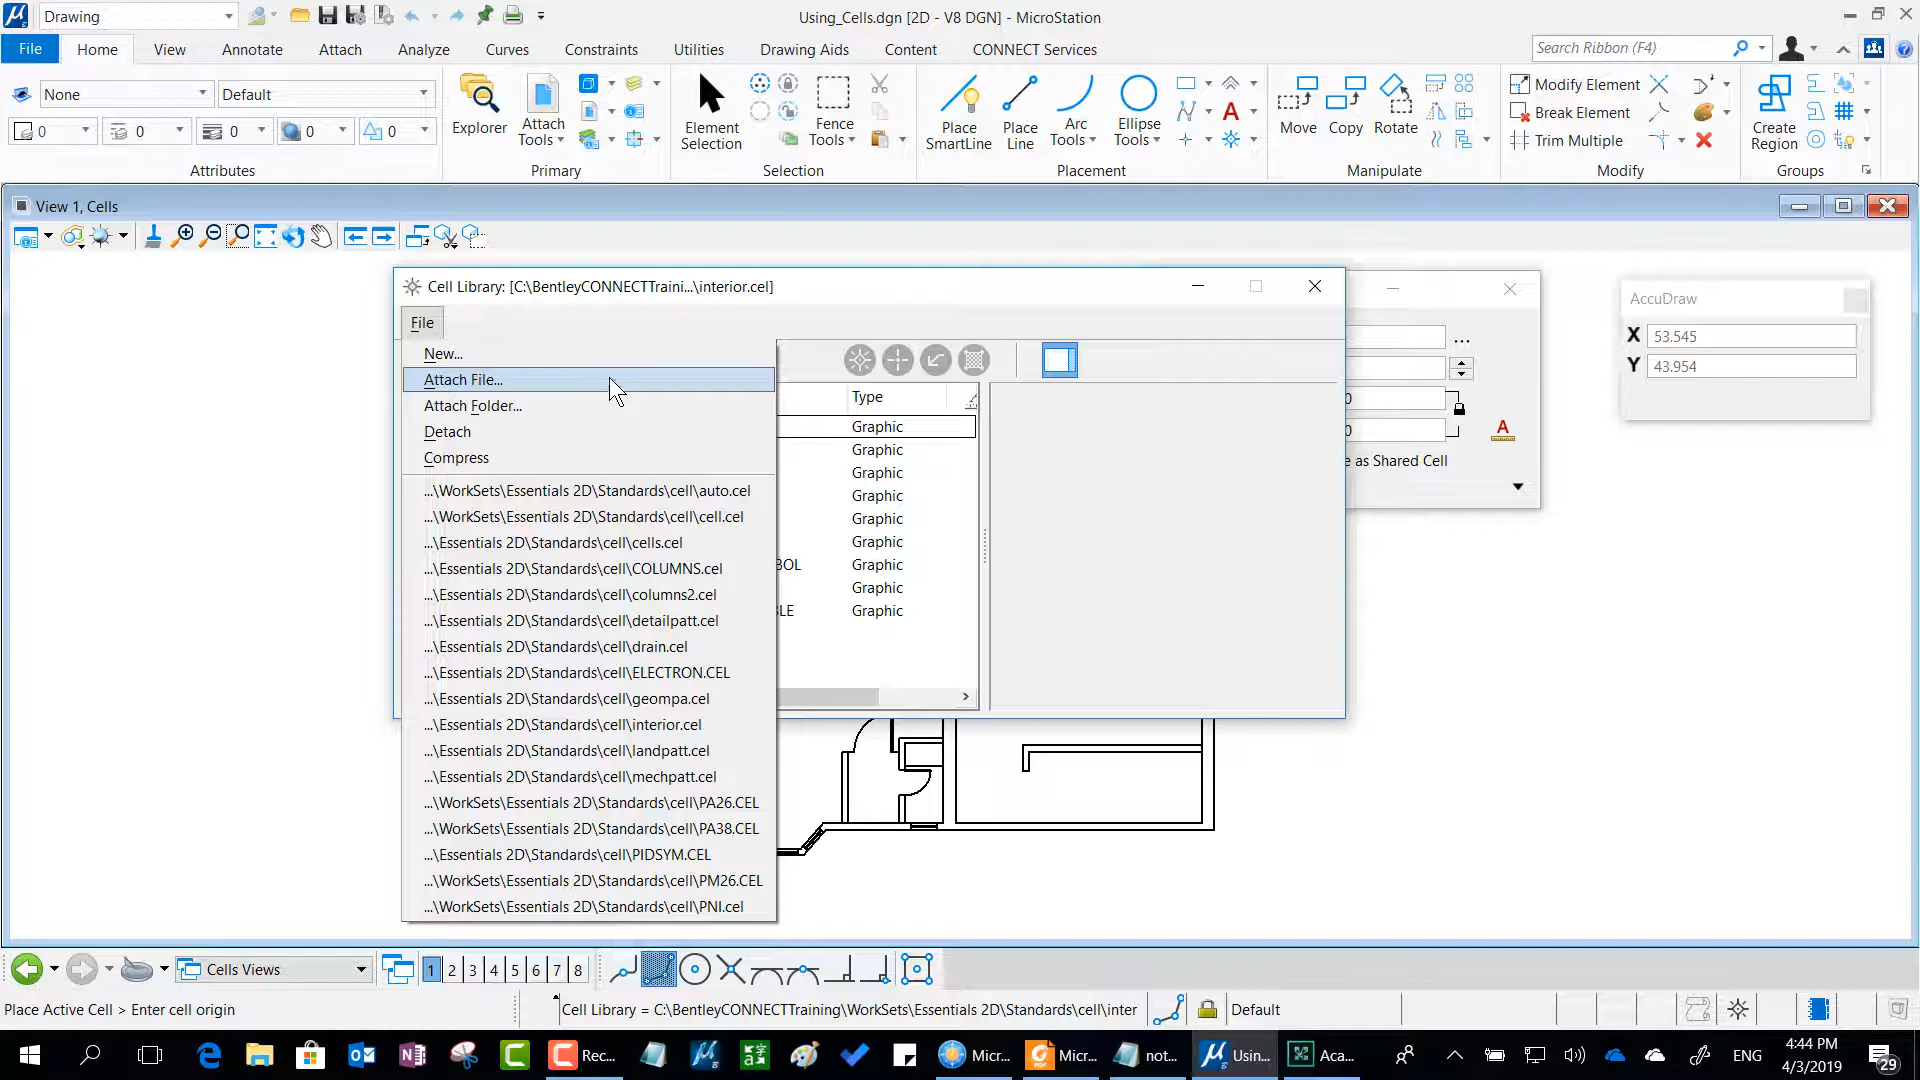 Drawing
Using_Cells.dgn [2D - V8 DGN] - MicroStation
File
Home
View
Annotate
Attach
Analyze
Curves
Constraints
Utilities
Drawing Aids
Content
CONNECT Services
Search Ribbon (F4)
None
Default
0
0
0
0
0
Attributes
Explorer
Attach
Tools
Primary
Element
Selection
Fence
Tools
Selection
Place
SmartLine
Place
Line
Arc
Tools
Ellipse
Tools
Placement
Move
Copy
Rotate
Manipulate
Modify Element
Break Element
Trim Multiple
Modify
Create
Region
Groups
View 1, Cells
Cell Library: [C:\BentleyCONNECTTraini...\interior.cel]
File
New...
Attach File...
Attach Folder...
Detach
Compress
...\WorkSets\Essentials 2D\Standards\cell\auto.cel
...\WorkSets\Essentials 2D\Standards\cell\cell.cel
...\Essentials 2D\Standards\cell\cells.cel
...\Essentials 2D\Standards\cell\COLUMNS.cel
...\Essentials 2D\Standards\cell\columns2.cel
...\Essentials 2D\Standards\cell\detailpatt.cel
...\Essentials 2D\Standards\cell\drain.cel
...\Essentials 2D\Standards\cell\ELECTRON.CEL
...\Essentials 2D\Standards\cell\geompa.cel
...\Essentials 2D\Standards\cell\interior.cel
...\Essentials 2D\Standards\cell\landpatt.cel
...\Essentials 2D\Standards\cell\mechpatt.cel
...\WorkSets\Essentials 2D\Standards\cell\PA26.CEL
...\WorkSets\Essentials 2D\Standards\cell\PA38.CEL
...\Essentials 2D\Standards\cell\PIDSYM.CEL
...\WorkSets\Essentials 2D\Standards\cell\PM26.CEL
...\WorkSets\Essentials 2D\Standards\cell\PNI.cel
Type
Graphic
Graphic
Graphic
Graphic
Graphic
Graphic
BOL Graphic
Graphic
LE Graphic
...
0
0
A
e as Shared Cell
AccuDraw
X 53.545
Y 43.954
Cells Views
1 2 3 4 5 6 7 8
Place Active Cell > Enter cell origin
Cell Library = C:\BentleyCONNECTTraining\WorkSets\Essentials 2D\Standards\cell\inter
Default
Rec...
Micr...
Micr...
not...
Usin...
Aca...
ENG
4:44 PM
4/3/2019
29